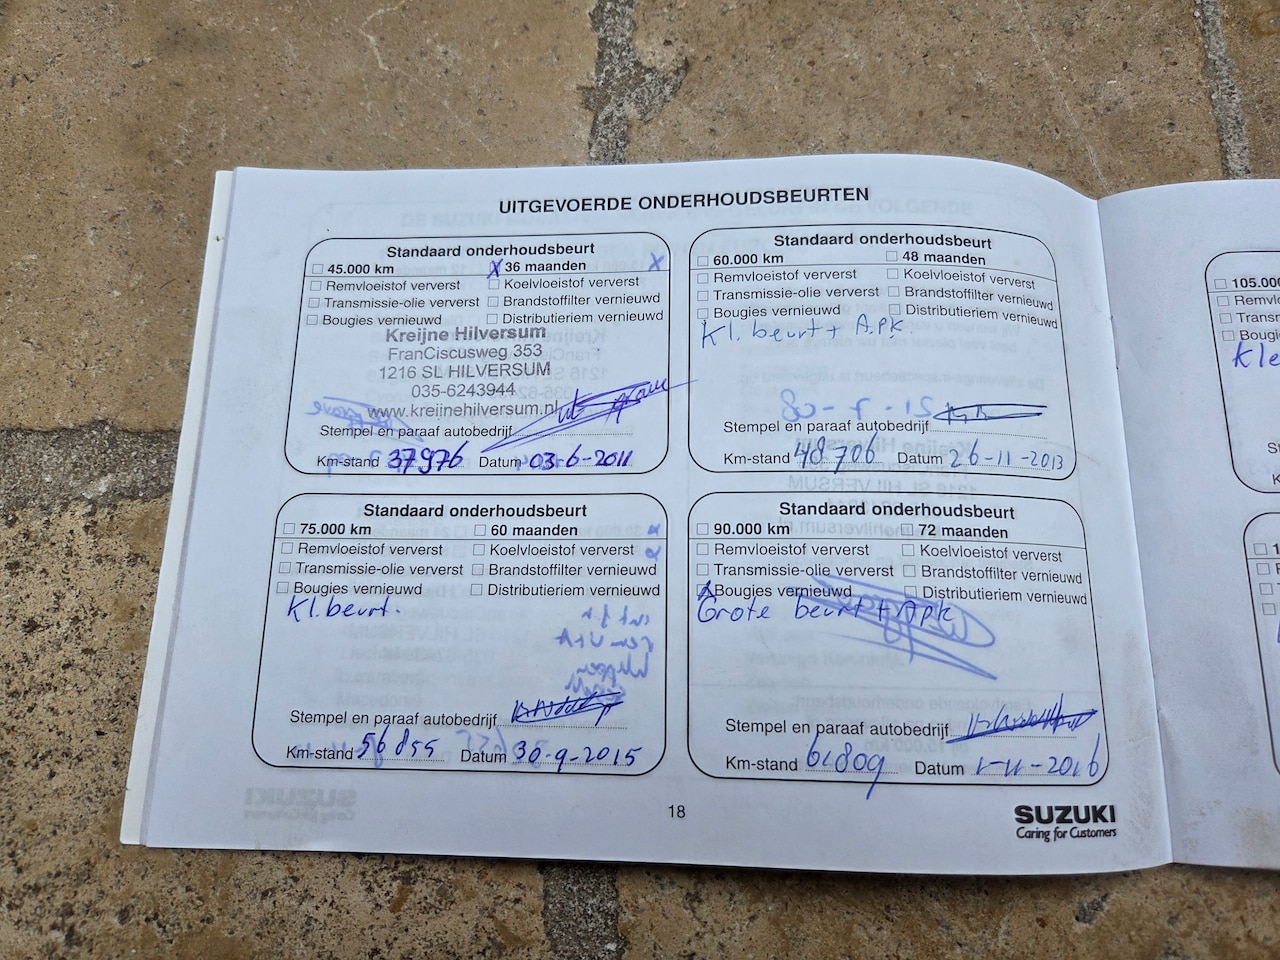 UITGEVOERDE ONDERHOUDSBEURTEN
Standaard onderhoudsbeurt
45.000 km X 36 maanden X
Remvloeistof ververst Koelvloeistof ververst
Transmissie-olie ververst Brandstoffilter vernieuwd
Bougies vernieuwd Distributieriem vernieuwd
Kreijne Hilversum
FranCiscusweg 353
1216 SL HILVERSUM
035-6243944
www.kreijnehilversum.nl
Stempel en paraaf autobedrijf
Km-stand 37976 Datum 03-6-2011
Standaard onderhoudsbeurt
60.000 km 48 maanden
Remvloeistof ververst Koelvloeistof ververst
Transmissie-olie ververst Brandstoffilter vernieuwd
Bougies vernieuwd Distributieriem vernieuwd
Kl. beurt + A.P.K.
Stempel en paraaf autobedrijf
Km-stand 48706 Datum 26-11-2013
Standaard onderhoudsbeurt
75.000 km 60 maanden
Remvloeistof ververst Koelvloeistof ververst
Transmissie-olie ververst Brandstoffilter vernieuwd
Bougies vernieuwd Distributieriem vernieuwd
Kl. beurt.
Stempel en paraaf autobedrijf
Km-stand 56855 Datum 30-9-2015
Standaard onderhoudsbeurt
90.000 km 72 maanden
Remvloeistof ververst Koelvloeistof ververst
Transmissie-olie ververst Brandstoffilter vernieuwd
Bougies vernieuwd Distributieriem vernieuwd
Grote beurt + Apk
Stempel en paraaf autobedrijf
Km-stand 61809 Datum 1-11-2016
18
SUZUKI
Caring for Customers